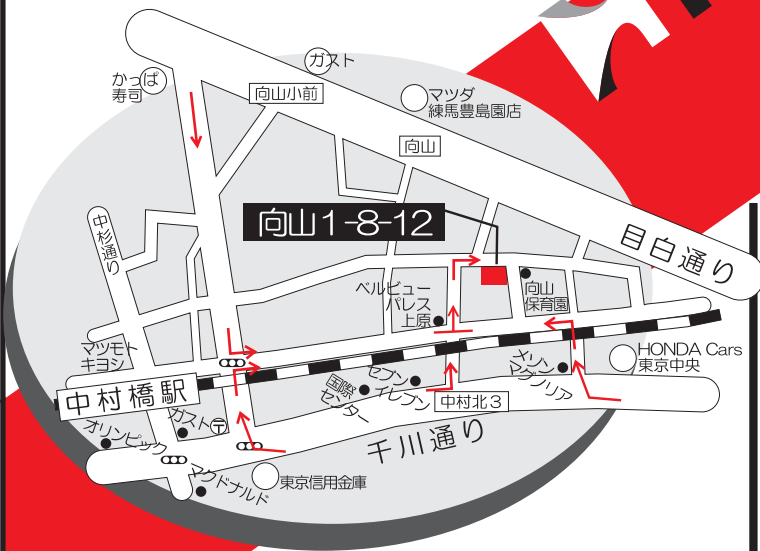 ガスト
かっぱ
寿司
向山小前
マツダ
練馬豊島園店
向山
向山1-8-12
中杉通り
目白通り
ベルビュー
パレス
上原
向山
保育園
マツモト
キヨシ
HONDA Cars
東京中央
メリン
マグノリア
セブン
イレブン
国際
センター
中村橋駅
中村北3
ガスト
オリンピック
千川通り
マクドナルド
東京信用金庫